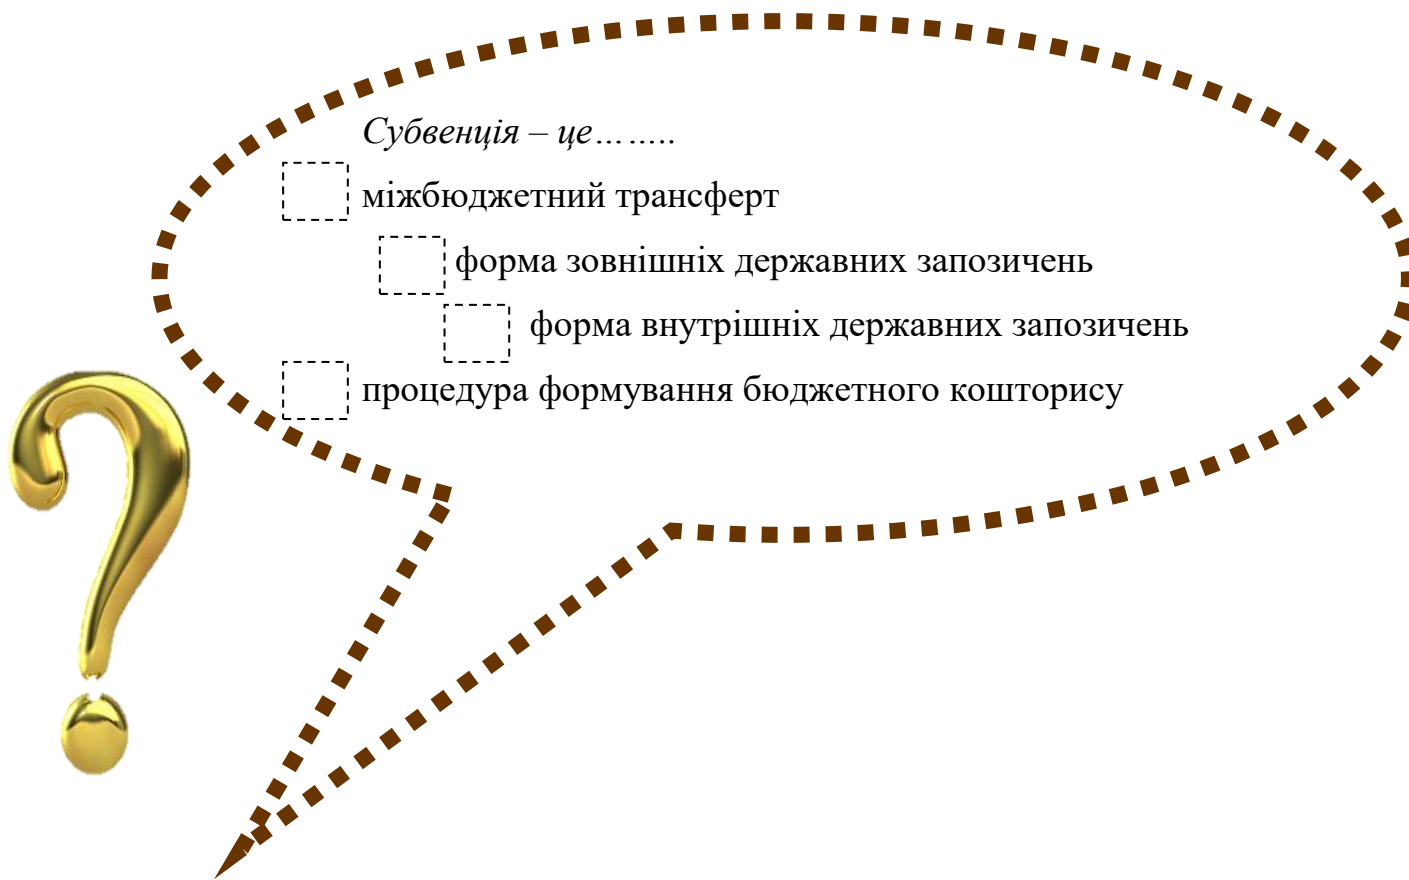 Субвенція – це……..
міжбюджетний трансферт
форма зовнішніх державних запозичень
форма внутрішніх державних запозичень
процедура формування бюджетного кошторису